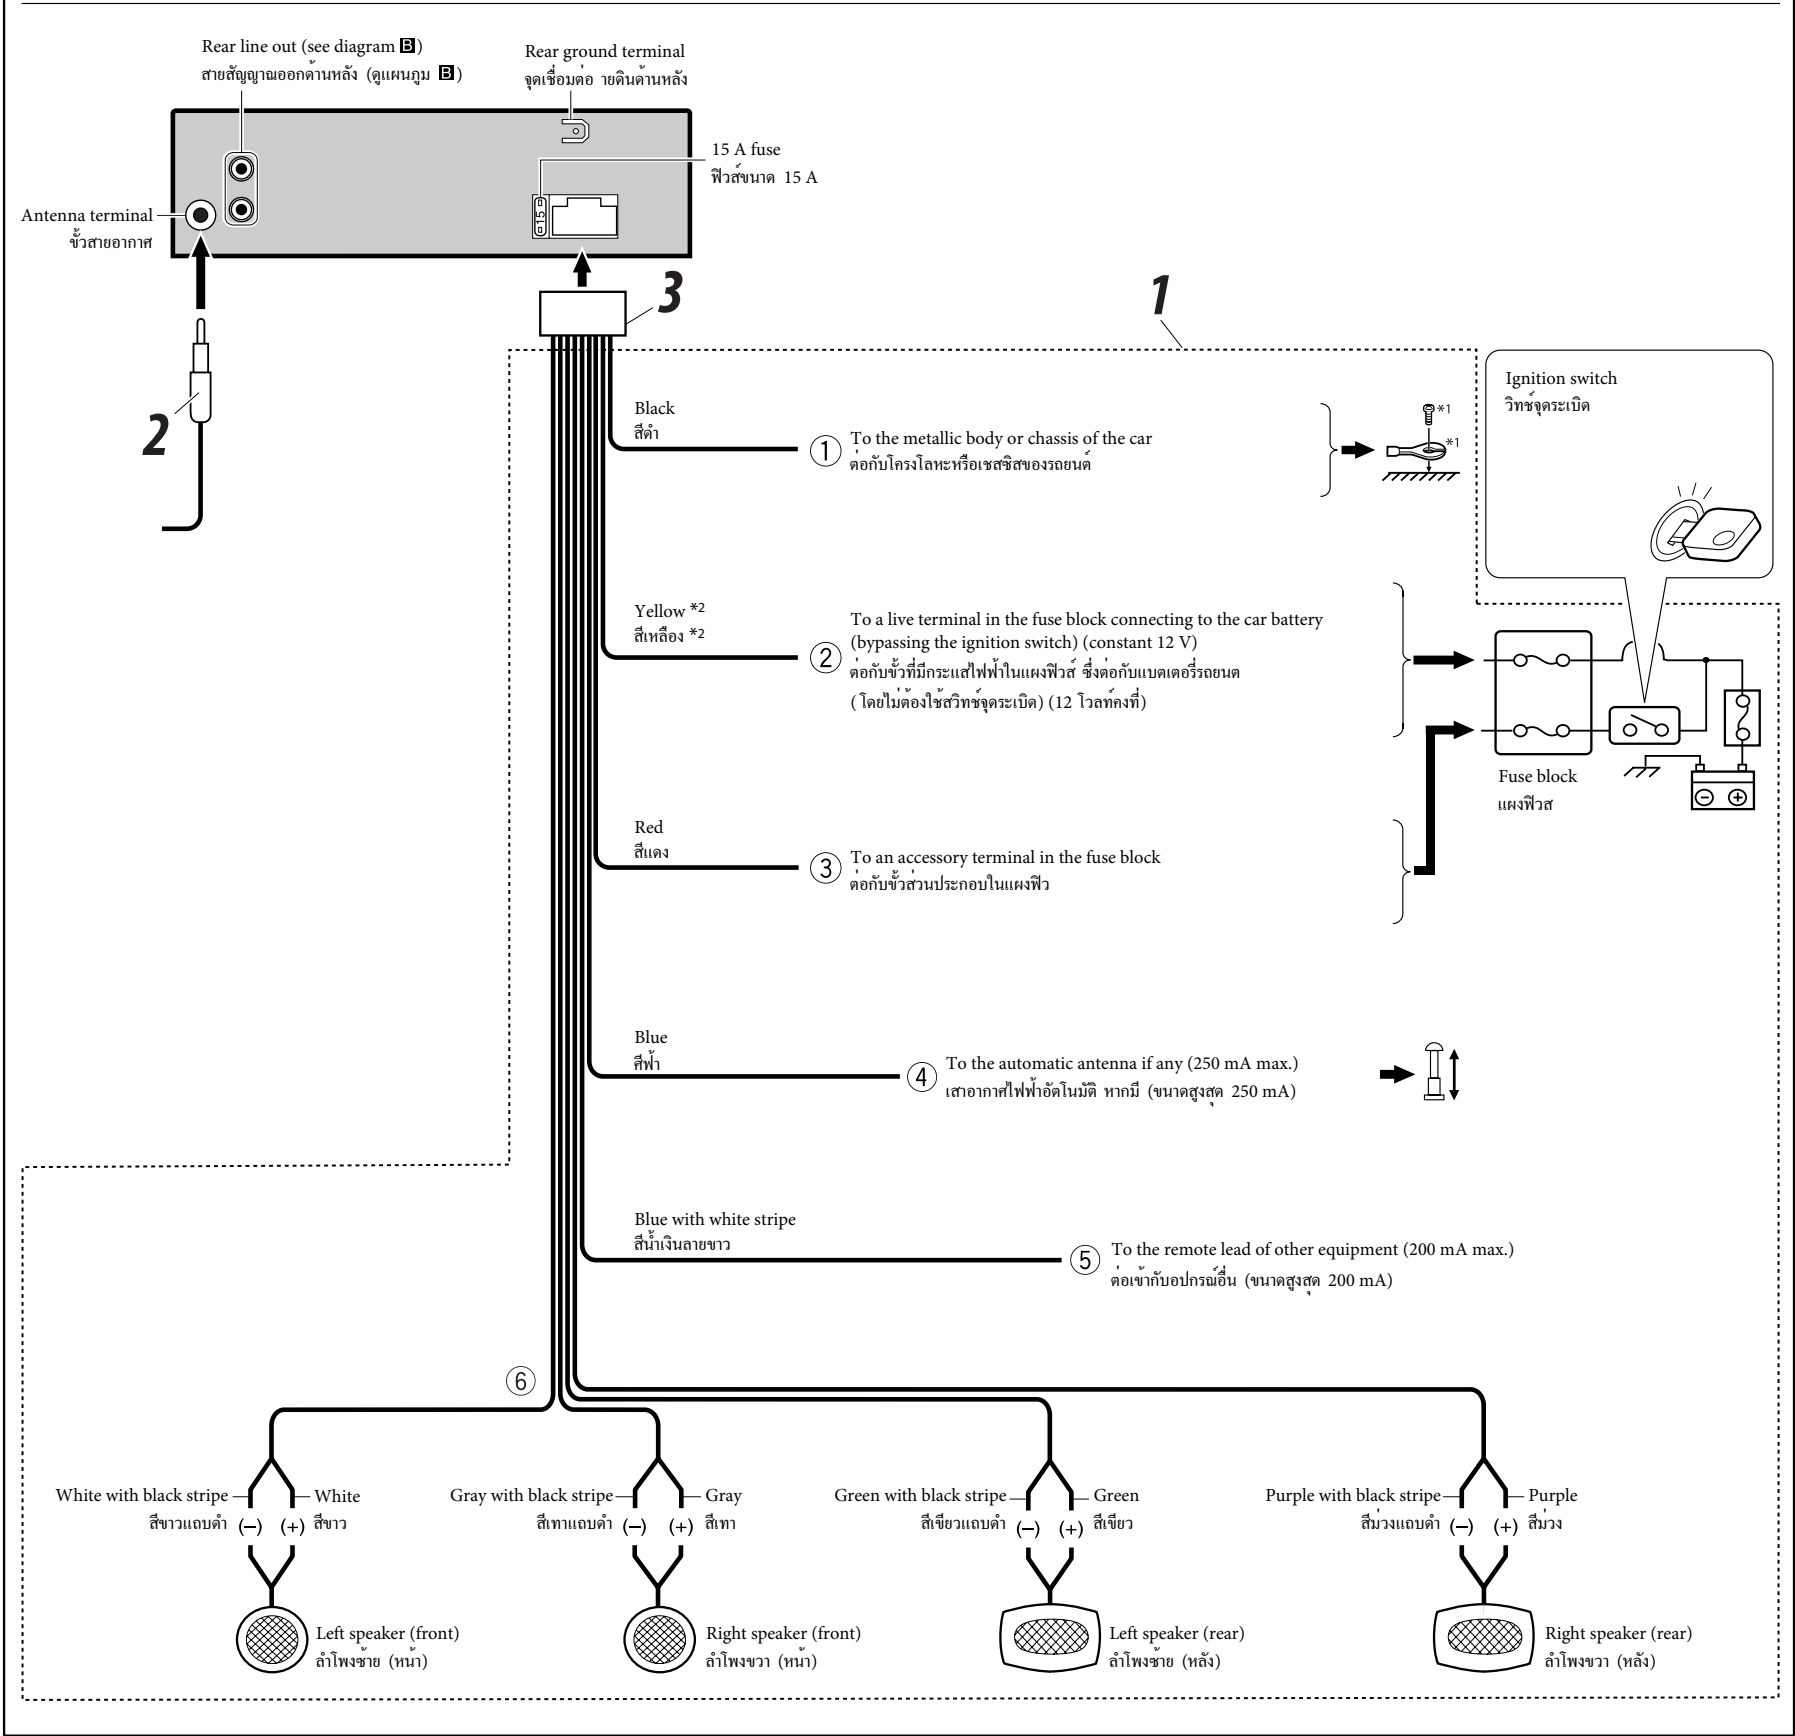 Rear line out (see diagram B)
สายสัญญาณออกด้านหลัง (ดูแผนภูม B)
Rear ground terminal
จุดเชื่อมต่อ ายดินด้านหลัง
15 A fuse
ฟิวส์ขนาด 15 A
Antenna terminal
ขั้วสายอากาศ
15
3
1
2
Ignition switch
วิทช์จุดระเบิด
Black
สีดำ
1 To the metallic body or chassis of the car
ต่อกับโครงโลหะหรือเชสซิสของรถยนต์
*1
*1
Yellow *2
สีเหลือง *2
2 To a live terminal in the fuse block connecting to the car battery
(bypassing the ignition switch) (constant 12 V)
ต่อกับขั้วที่มีกระแสไฟฟ้าในแผงฟิวส์ ซึ่งต่อกับแบตเตอรี่รถยนต
( โดยไม่ต้องใช้สวิทช์จุดระเบิด) (12 โวลท์คงที่)
Fuse block
แผงฟิวส
Red
สีแดง
3 To an accessory terminal in the fuse block
ต่อกับขั้วส่วนประกอบในแผงฟิว
Blue
สีฟ้า
4 To the automatic antenna if any (250 mA max.)
เสาอากาศไฟฟ้าอัตโนมัติ หากมี (ขนาดสูงสุด 250 mA)
Blue with white stripe
สีน้ำเงินลายขาว
5 To the remote lead of other equipment (200 mA max.)
ต่อเข้ากับอปกรณ์อื่น (ขนาดสูงสุด 200 mA)
6
White with black stripe
สีขาวแถบดำ (–)
White
(+) สีขาว
Gray with black stripe
สีเทาแถบดำ (–)
Gray
(+) สีเทา
Green with black stripe
สีเขียวแถบดำ (–)
Green
(+) สีเขียว
Purple with black stripe
สีม่วงแถบดำ (–)
Purple
(+) สีม่วง
Left speaker (front)
ลำโพงซ้าย (หน้า)
Right speaker (front)
ลำโพงขวา (หน้า)
Left speaker (rear)
ลำโพงซ้าย (หลัง)
Right speaker (rear)
ลำโพงขวา (หลัง)